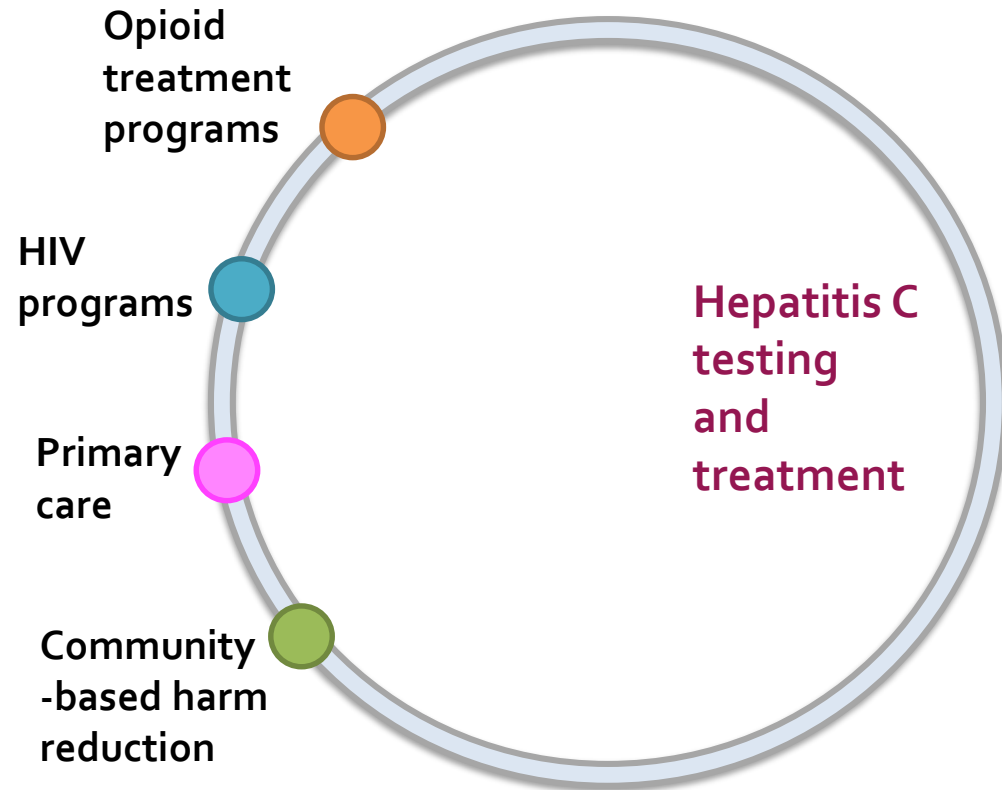 Opioid
treatment
programs
HIV
programs
Primary
care
Community
-based harm
reduction
Hepatitis C
testing
and
treatment